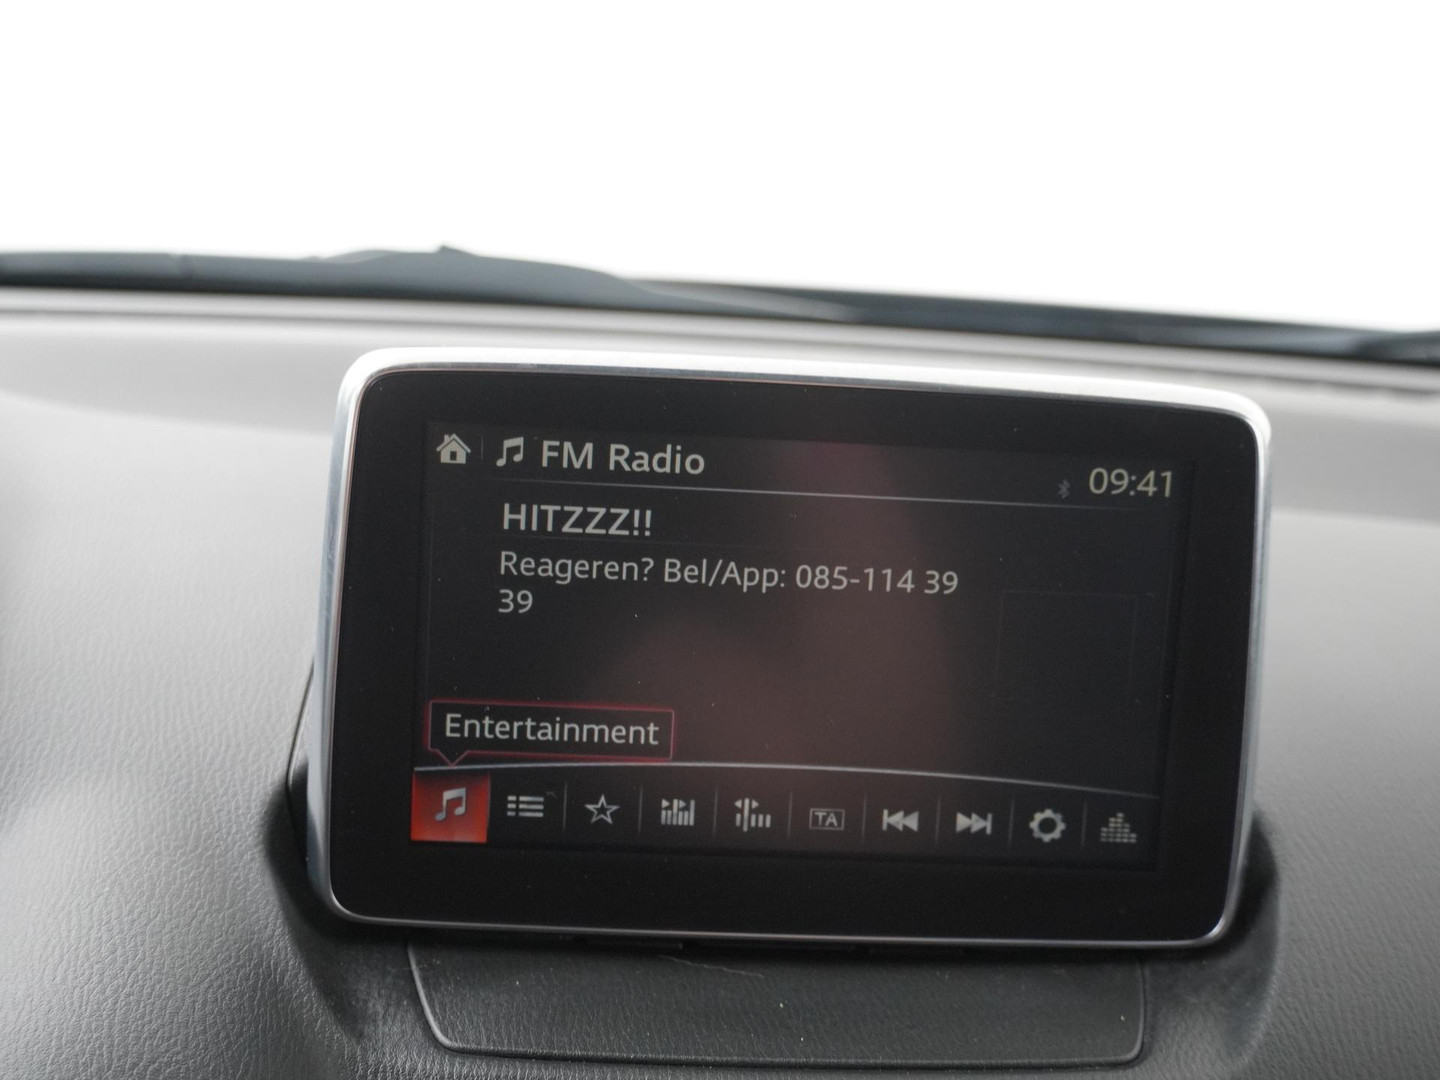 FM Radio
09:41
HITZZZ!!
Reageren? Bel/App: 085-114 39
39
Entertainment
TA